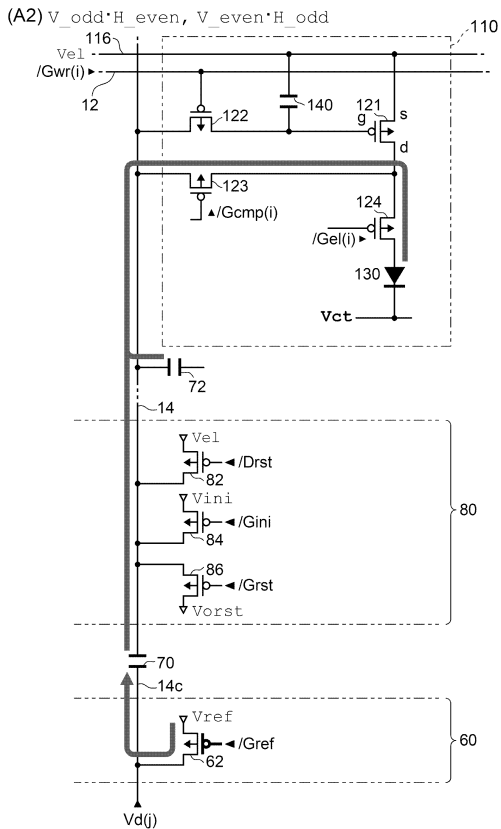 (A2) V_odd·H_even, V_even·H_odd
116
110
Vel
/Gwr(i)
12
140
121
122
g
s
d
123
124
/Gcmp(i)
/Gel(i)
130
Vct
72
14
Vel
/Drst
82
Vini
80
/Gini
84
86
/Grst
Vorst
70
14c
Vref
60
/Gref
62
Vd(j)